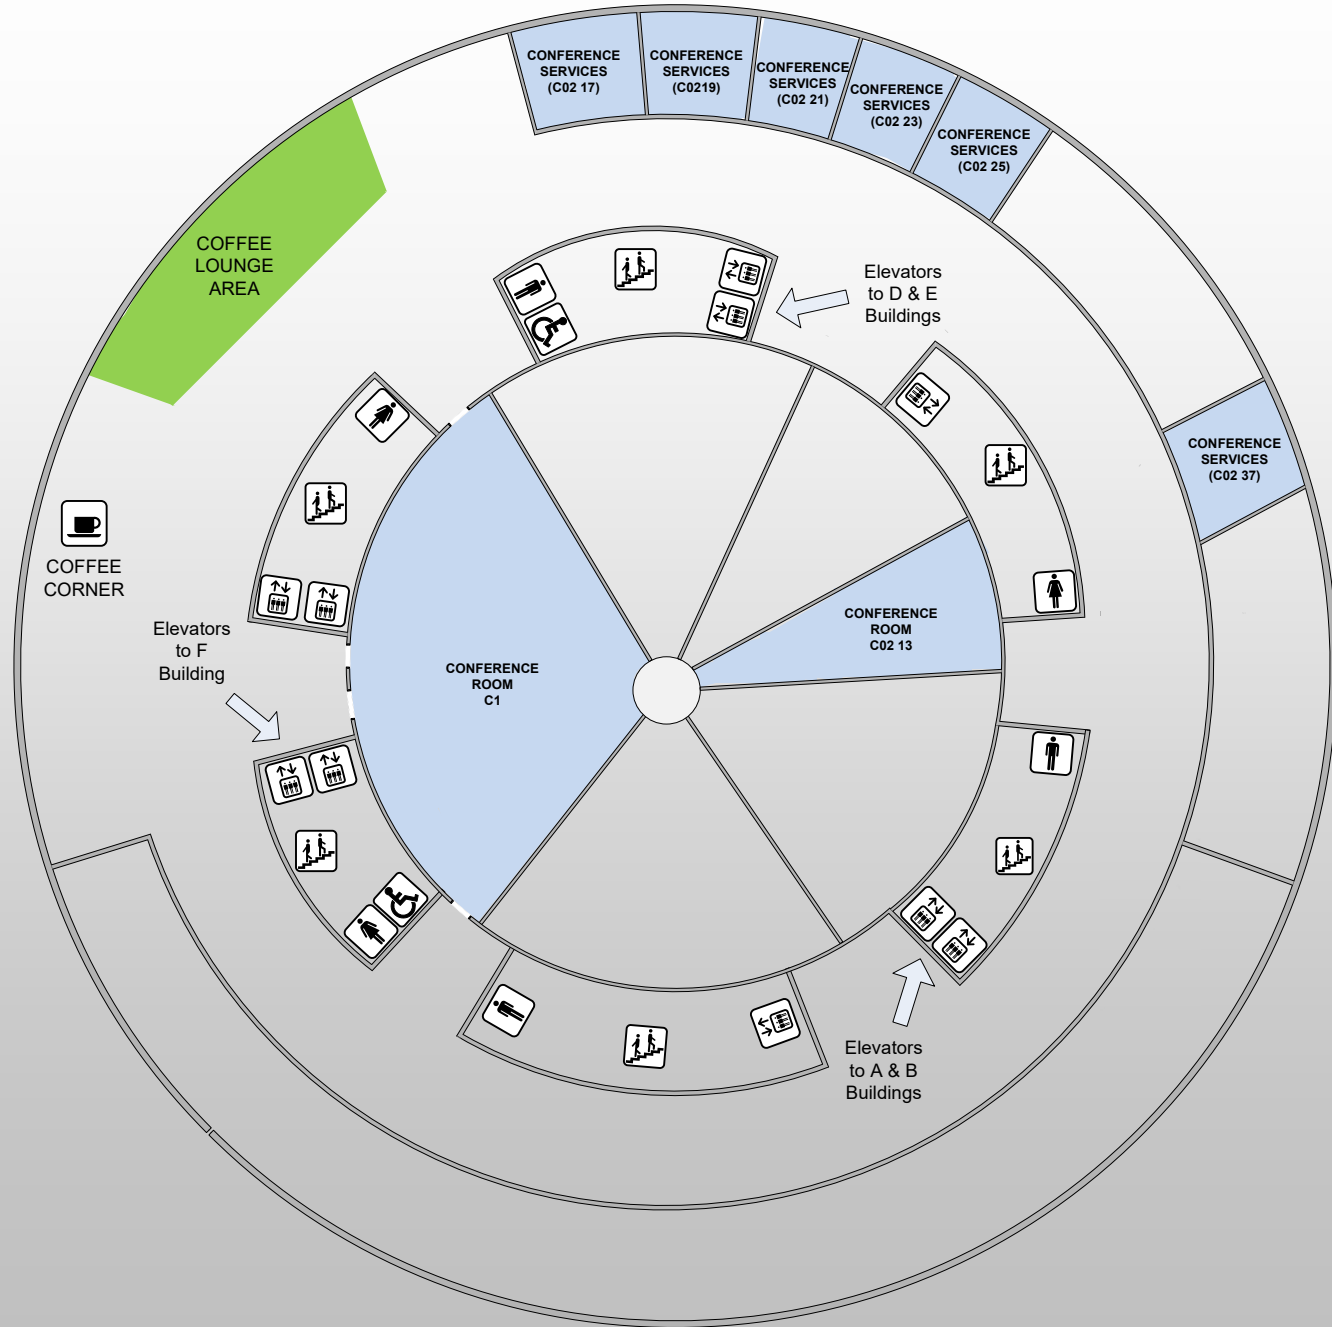 CONFERENCE
SERVICES
(C02 17)
CONFERENCE
SERVICES
(C0219)
CONFERENCE
SERVICES
(C02 21)
CONFERENCE
SERVICES
(C02 23)
CONFERENCE
SERVICES
(C02 25)
COFFEE
LOUNGE
AREA
Elevators
to D & E
Buildings
CONFERENCE
SERVICES
(C02 37)
COFFEE
CORNER
Elevators
to F
Building
CONFERENCE
ROOM
C02 13
CONFERENCE
ROOM
C1
Elevators
to A & B
Buildings